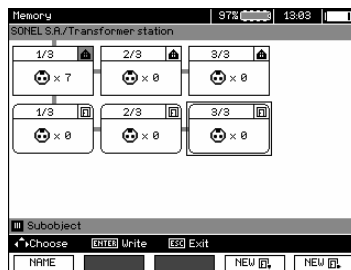 Memory 97% 13:03
SONEL S.A./Transformer station
1/3 2/3 3/3
× 7 × 0 × 0
1/3 2/3 3/3
× 0 × 0 × 0
Subobject
Choose ENTER Write ESC Exit
NAME NEW NEW